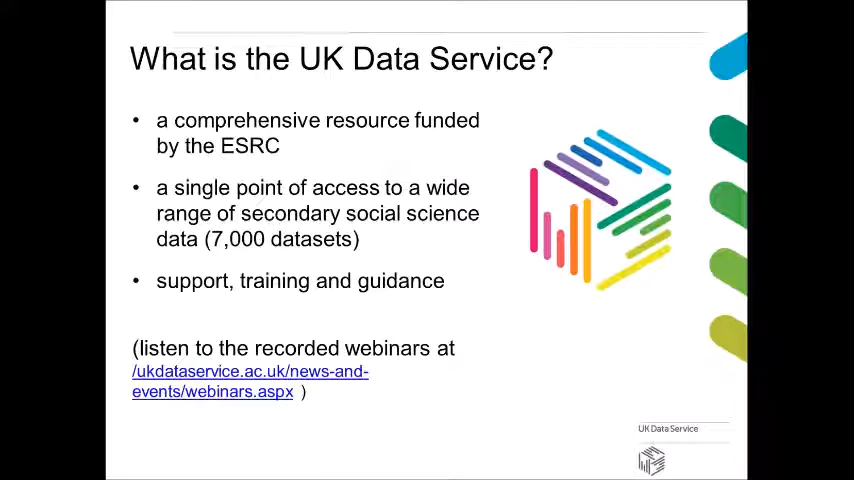 What is the UK Data Service?
• a comprehensive resource funded
by the ESRC
• a single point of access to a wide
range of secondary social science
data (7,000 datasets)
• support, training and guidance
(listen to the recorded webinars at
/ukdataservice.ac.uk/news-and-
events/webinars.aspx )
UK Data Service